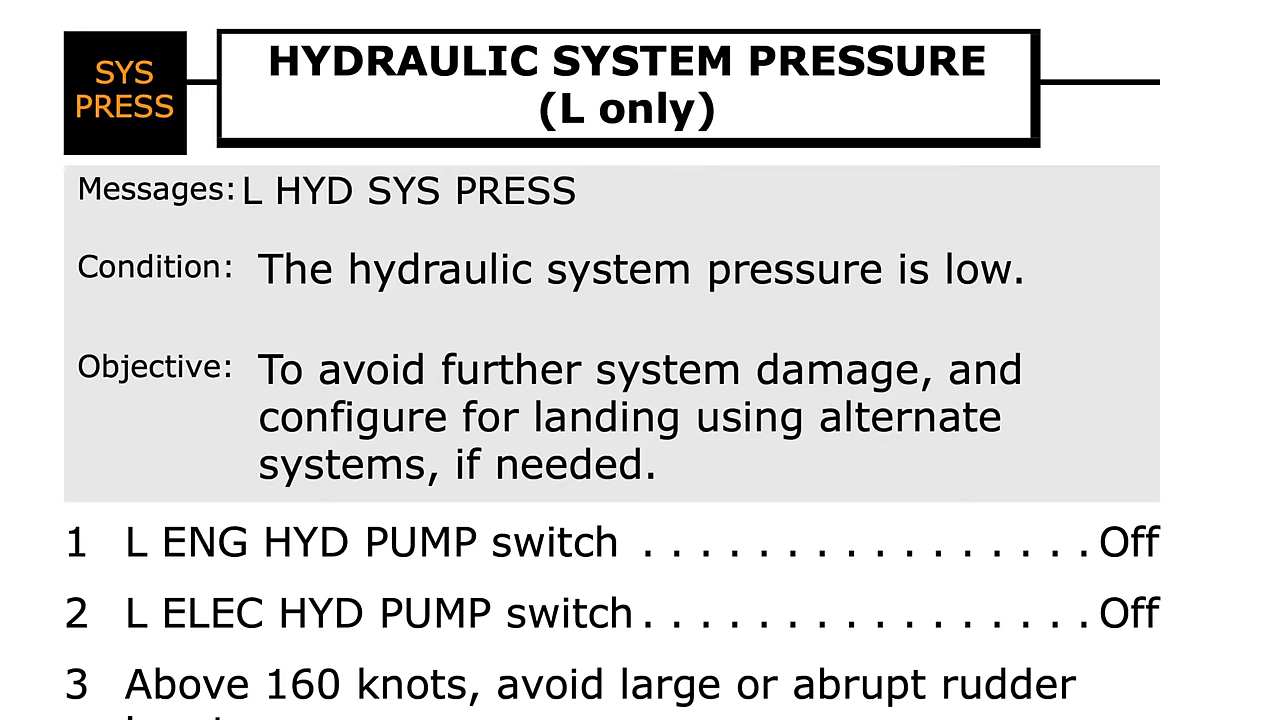 SYS
PRESS
HYDRAULIC SYSTEM PRESSURE
(L only)
Messages: L HYD SYS PRESS
Condition: The hydraulic system pressure is low.
Objective: To avoid further system damage, and
configure for landing using alternate
systems, if needed.
1 L ENG HYD PUMP switch . . . . . . . . . . . . . . . . Off
2 L ELEC HYD PUMP switch . . . . . . . . . . . . . . . . Off
3 Above 160 knots, avoid large or abrupt rudder